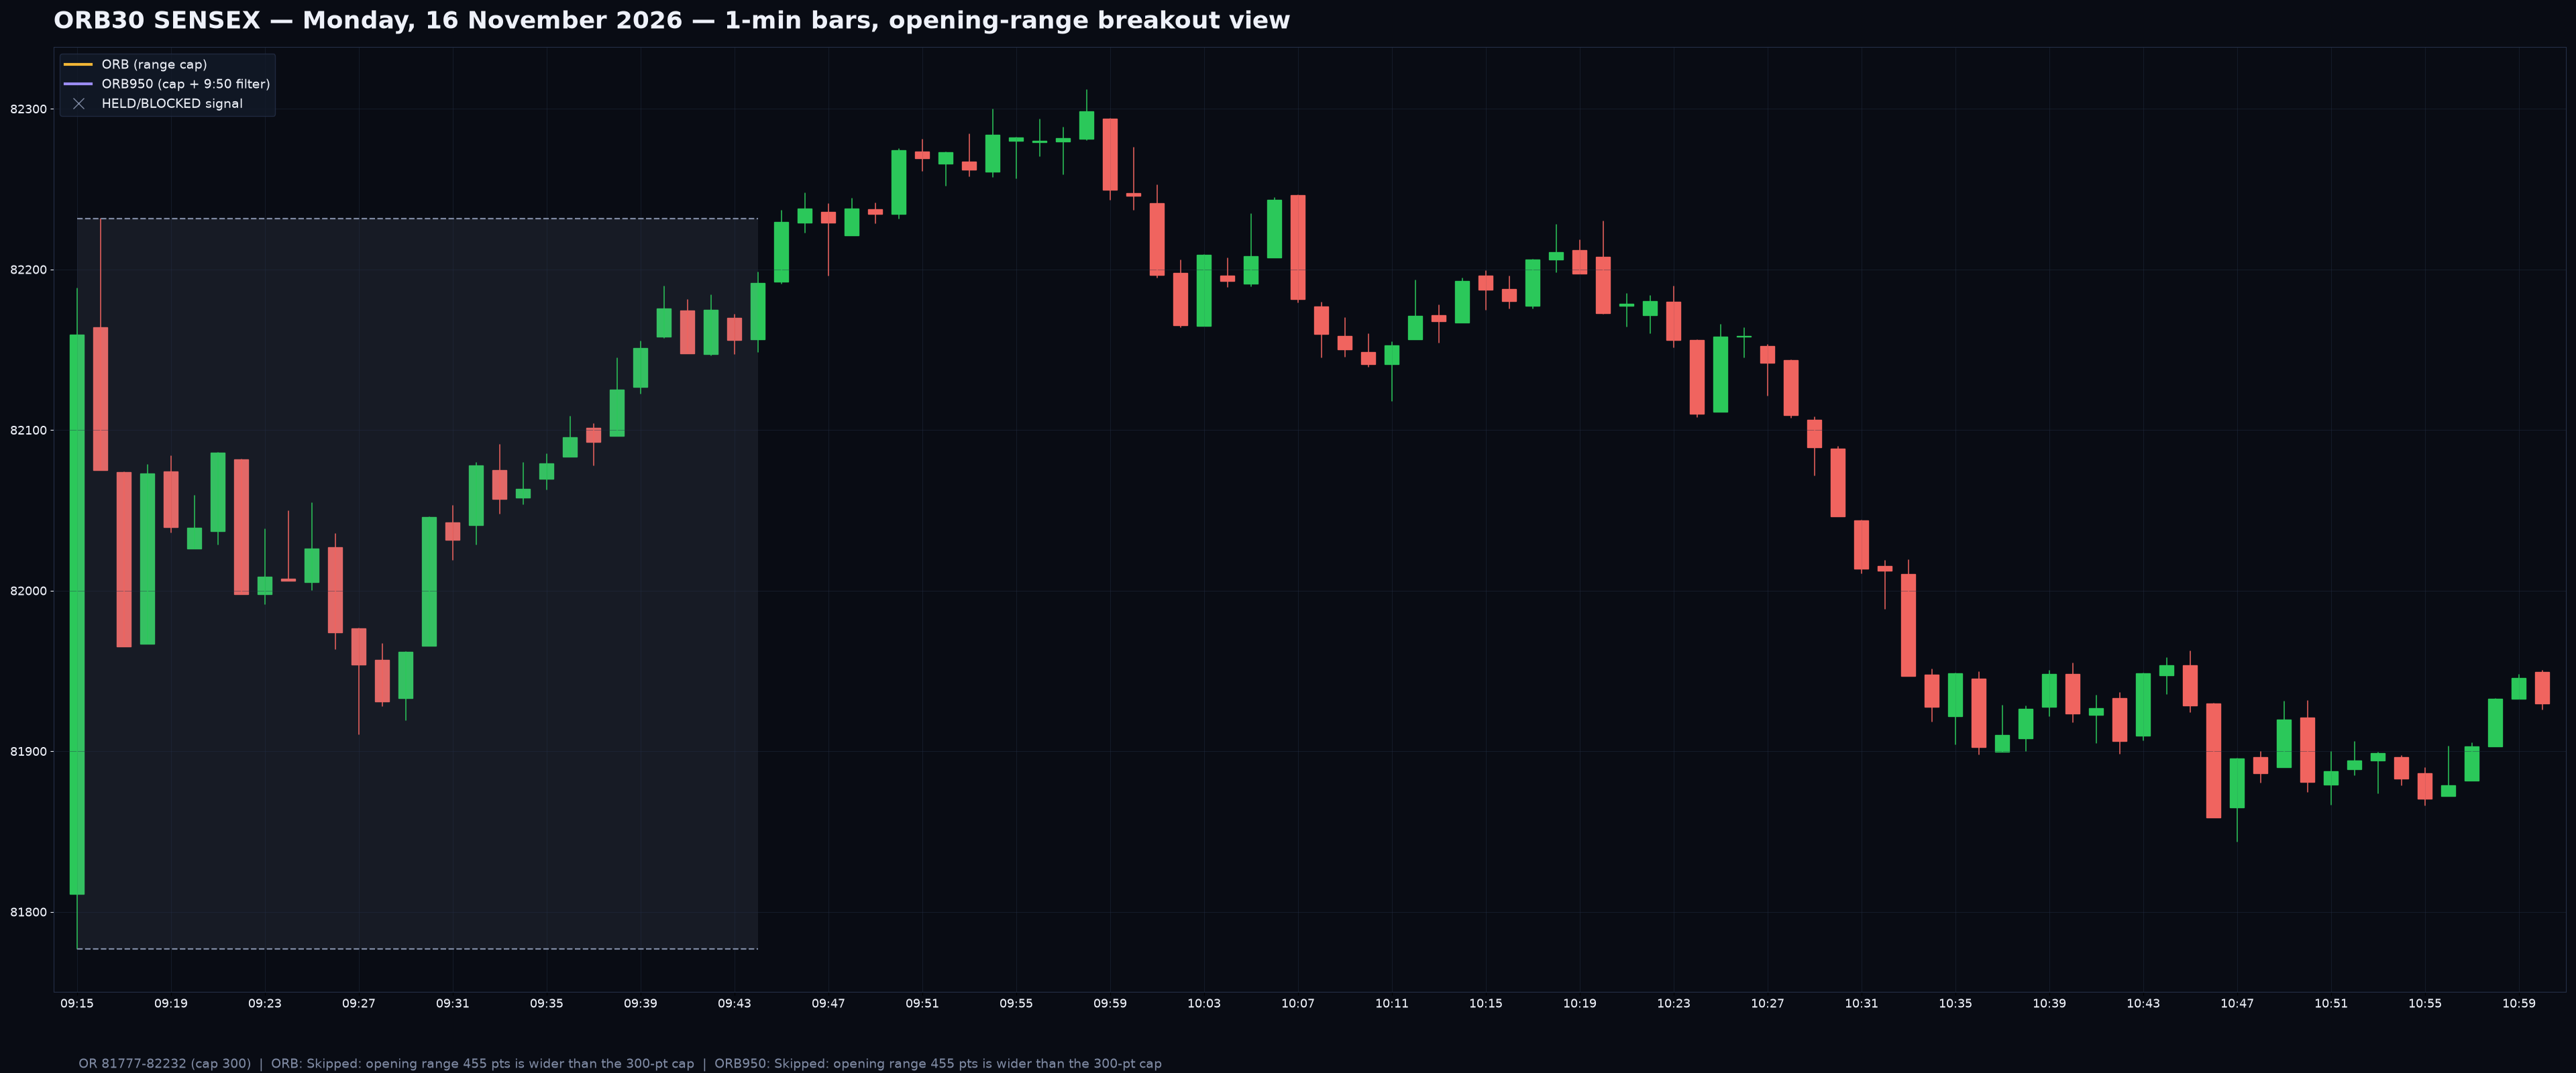 ORB30 SENSEX — Monday, 16 November 2026 — 1-min bars, opening-range breakout view
ORB (range cap)
ORB950 (cap + 9:50 filter)
HELD/BLOCKED signal
82300
82200
82100
82000
81900
81800
09:15 09:19 09:23 09:27 09:31 09:35 09:39 09:43 09:47 09:51 09:55 09:59 10:03 10:07 10:11 10:15 10:19 10:23 10:27 10:31 10:35 10:39 10:43 10:47 10:51 10:55 10:59
OR 81777-82232 (cap 300) | ORB: Skipped: opening range 455 pts is wider than the 300-pt cap | ORB950: Skipped: opening range 455 pts is wider than the 300-pt cap